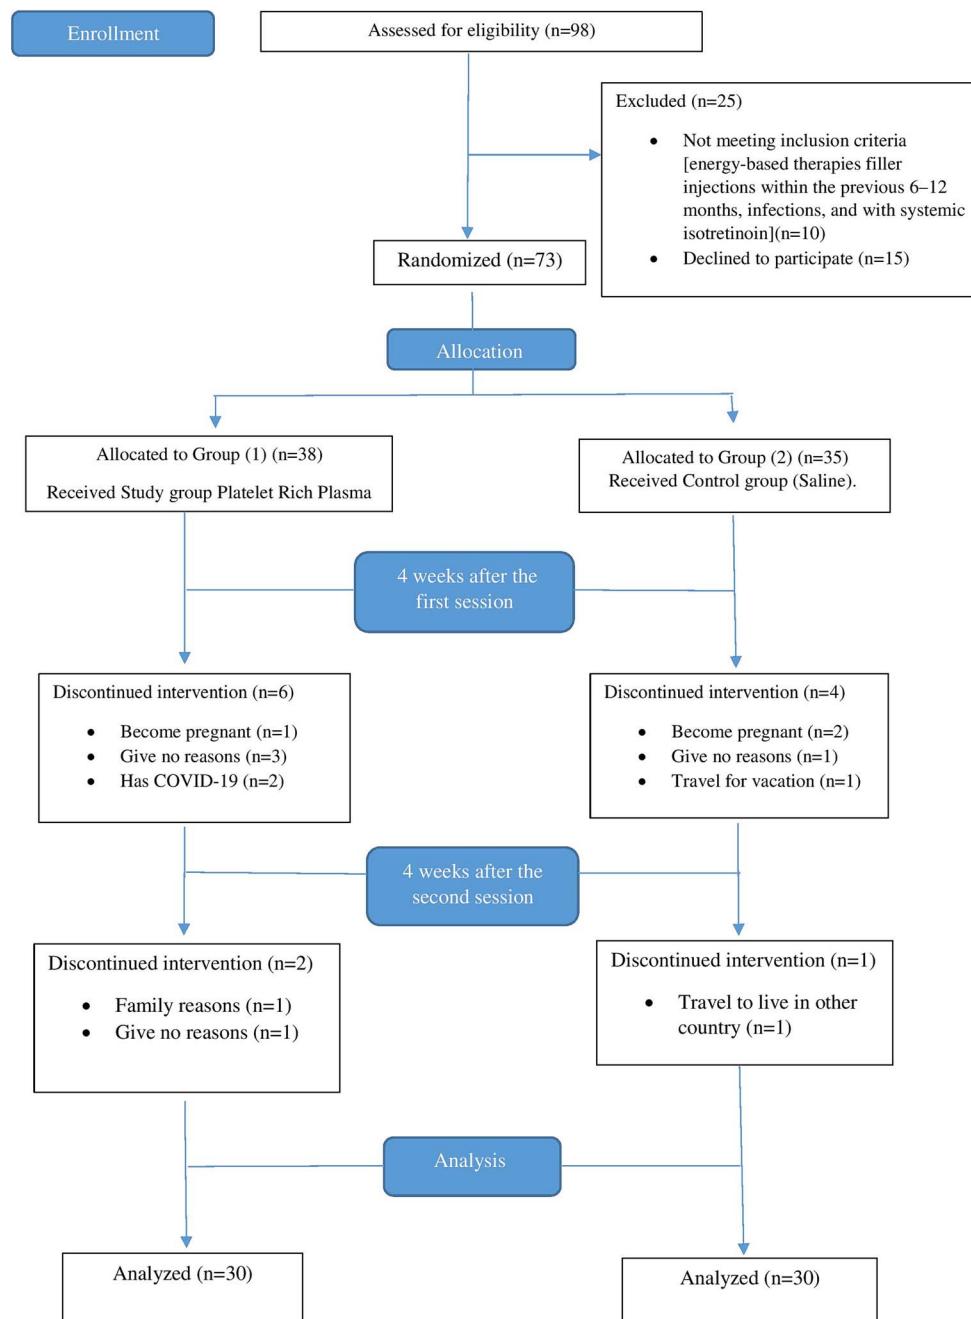 Enrollment
Assessed for eligibility (n=98)
Excluded (n=25)
• Not meeting inclusion criteria
[energy-based therapies filler
injections within the previous 6–12
months, infections, and with systemic
isotretinoin](n=10)
• Declined to participate (n=15)
Randomized (n=73)
Allocation
Allocated to Group (1) (n=38)
Received Study group Platelet Rich Plasma
Allocated to Group (2) (n=35)
Received Control group (Saline).
4 weeks after the
first session
Discontinued intervention (n=6)
• Become pregnant (n=1)
• Give no reasons (n=3)
• Has COVID-19 (n=2)
Discontinued intervention (n=4)
• Become pregnant (n=2)
• Give no reasons (n=1)
• Travel for vacation (n=1)
4 weeks after the
second session
Discontinued intervention (n=2)
• Family reasons (n=1)
• Give no reasons (n=1)
Discontinued intervention (n=1)
• Travel to live in other
country (n=1)
Analysis
Analyzed (n=30)
Analyzed (n=30)